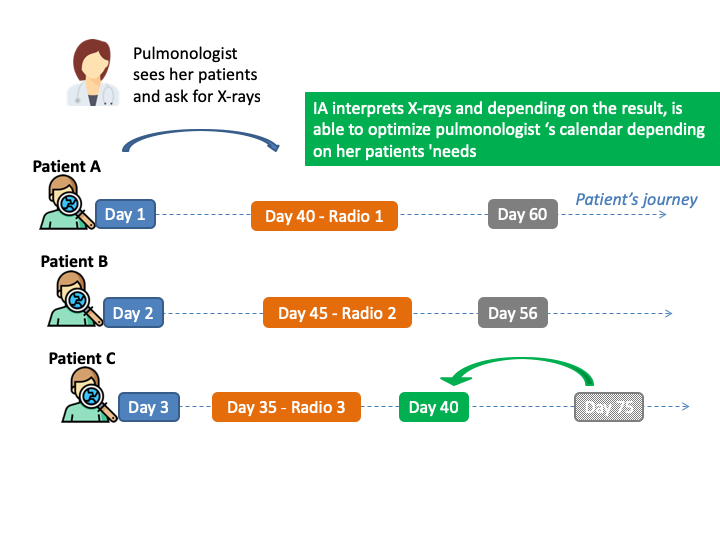 Pulmonologist
sees her patients
and ask for X-rays
IA interprets X-rays and depending on the result, is
able to optimize pulmonologist ‘s calendar depending
on her patients 'needs
Patient A
Patient’s journey
Day 1
Day 40 - Radio 1
Day 60
Patient B
Day 2
Day 45 - Radio 2
Day 56
Patient C
Day 3
Day 35 - Radio 3
Day 40
Day 75